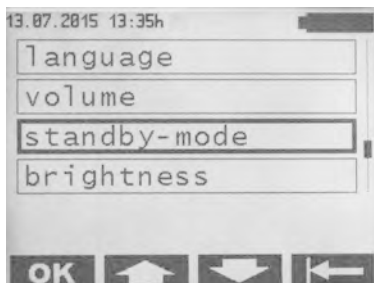 13.07.2015 13:35h
language
volume
standby-mode
brightness
OK